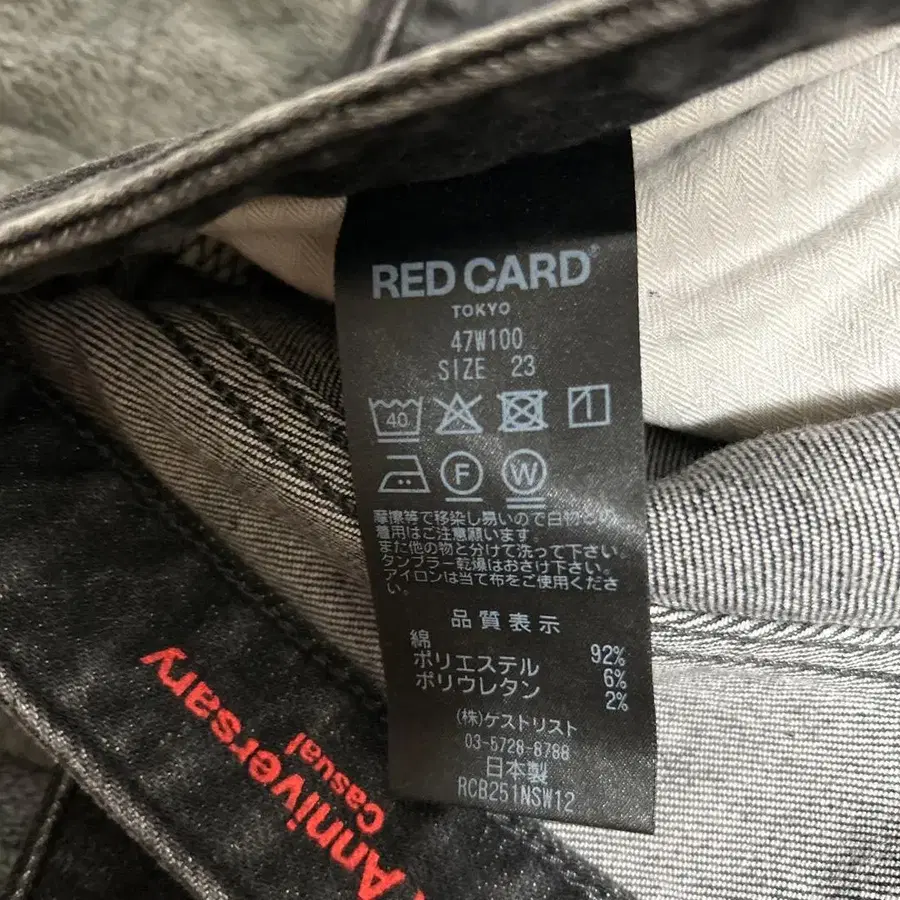 RED CARD®
TOKYO
47W100
SIZE 23
40
F W
摩擦等で移染し易いので白物との
着用はご注意願います。
また他の物と分けて洗って下さい。
タンブラー乾燥はおさけ下さい。
アイロンは当て布をご使用くださ
い。
品質表示
綿 92%
ポリエステル 6%
ポリウレタン 2%
(株)ゲストリスト
03-5728-8788
日本製
RCB251NSW12
Anniversary
Casual